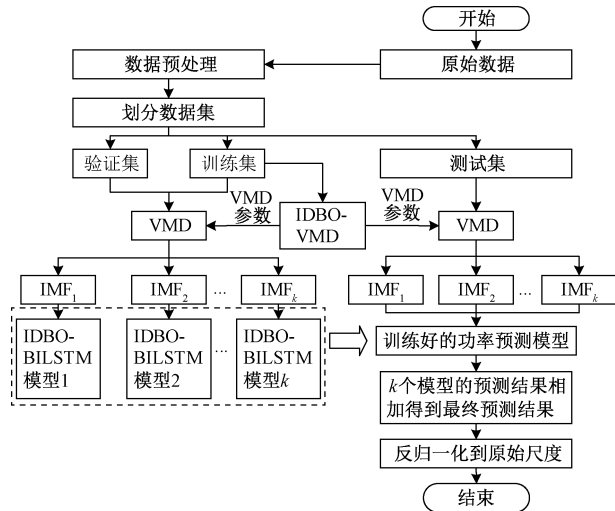 开始
数据预处理
原始数据
划分数据集
验证集
训练集
测试集
VMD
VMD
参数
IDBO-
VMD
VMD
参数
VMD
IMF₁
IMF₂
...
IMFₖ
IMF₁
IMF₂
...
IMFₖ
IDBO-
BILSTM
模型1
IDBO-
BILSTM
模型2
...
IDBO-
BILSTM
模型k
训练好的功率预测模型
k个模型的预测结果相
加得到最终预测结果
反归一化到原始尺度
结束